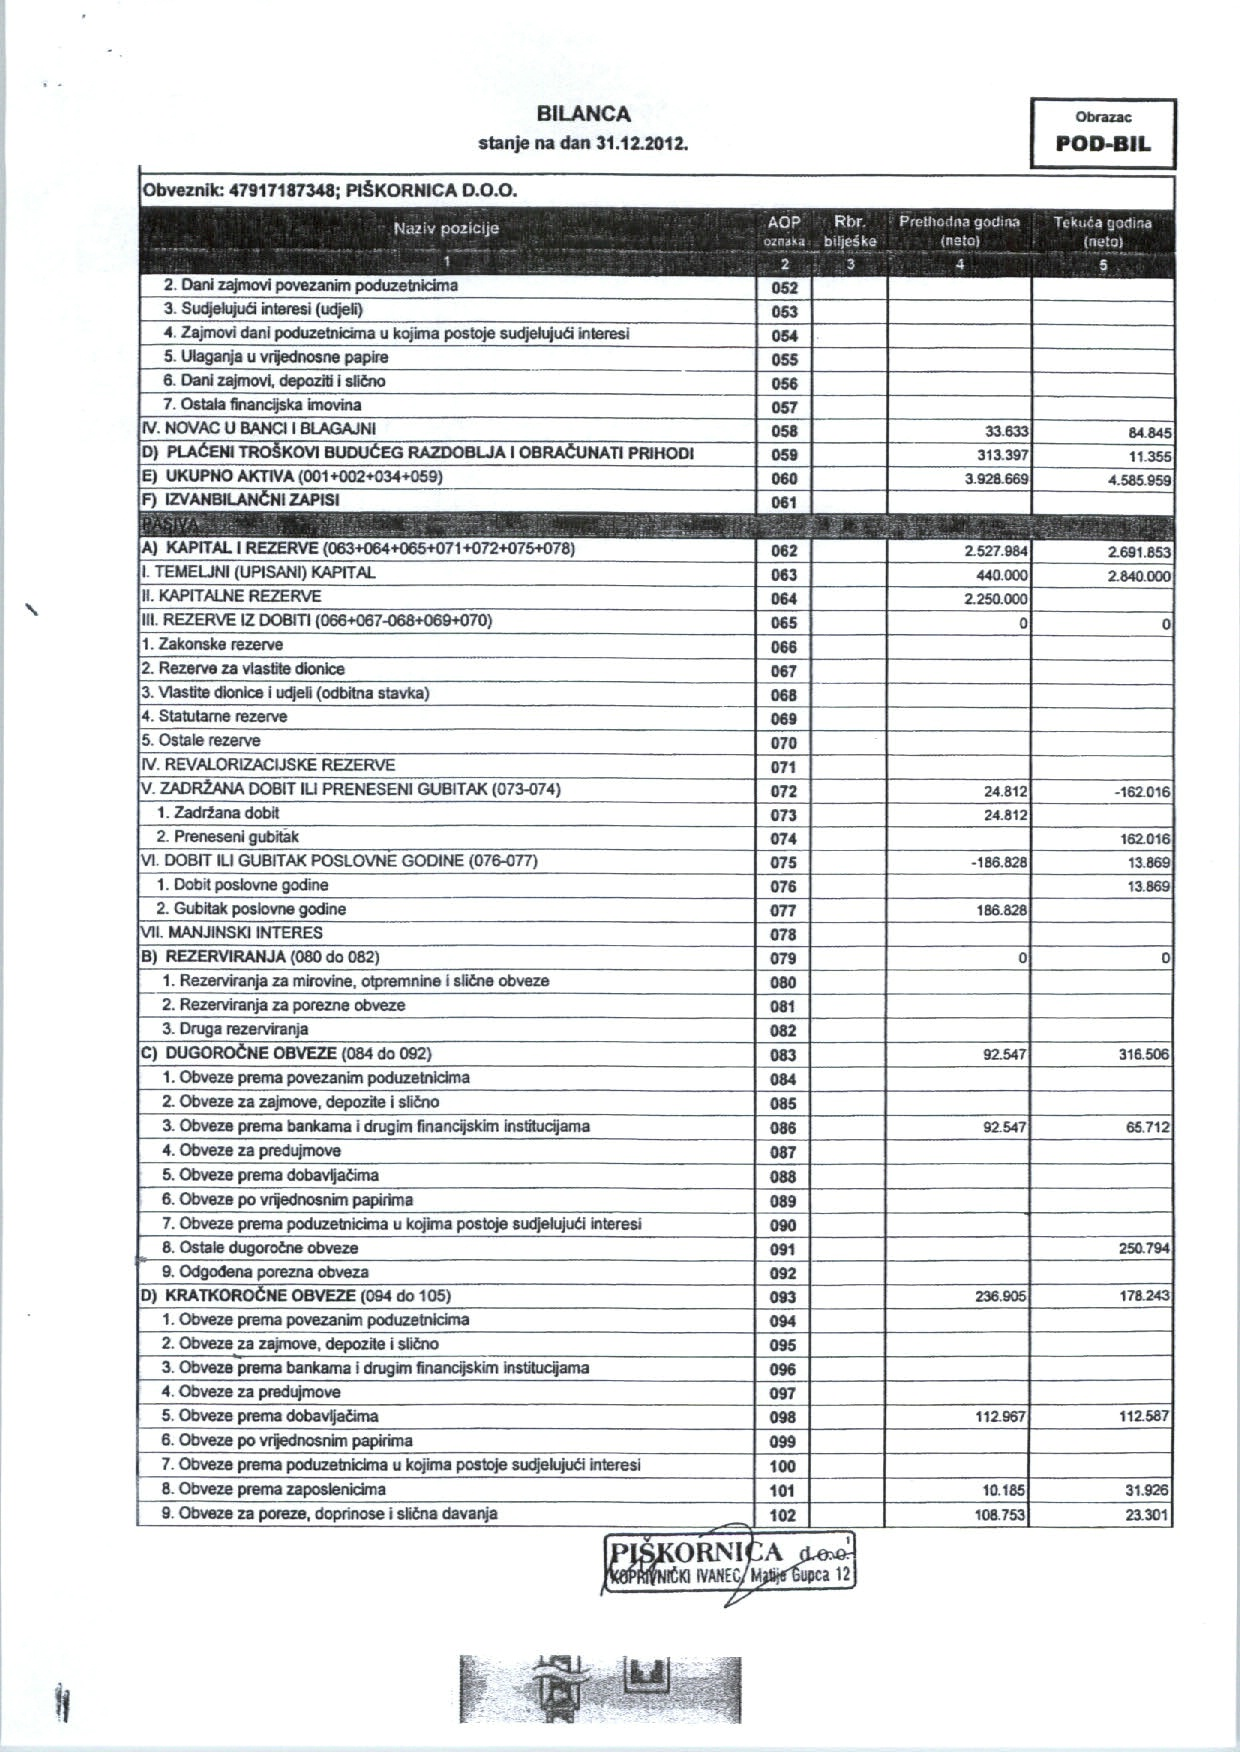 BILANCA
stanje na dan 31.12.2012.
Obrazac
POD-BIL
Obveznik: 47917187348; PIŠKORNICA D.O.O.
Naziv pozicije AOP oznaka Rbr. bilješke Prethodna godina (neto) Tekuća godina (neto)
1 2 3 4 5
2. Dani zajmovi povezanim poduzetnicima 052
3. Sudjelujući interesi (udjeli) 053
4. Zajmovi dani poduzetnicima u kojima postoje sudjelujući interesi 054
5. Ulaganja u vrijednosne papire 055
6. Dani zajmovi, depoziti i slično 056
7. Ostala financijska imovina 057
IV. NOVAC U BANCI I BLAGAJNI 058 33.633 84.845
D) PLAĆENI TROŠKOVI BUDUĆEG RAZDOBLJA I OBRAČUNATI PRIHODI 059 313.397 11.355
E) UKUPNO AKTIVA (001+002+034+059) 060 3.928.669 4.585.959
F) IZVANBILANČNI ZAPISI 061
PASIVA
A) KAPITAL I REZERVE (063+064+065+071+072+075+078) 062 2.527.984 2.691.853
I. TEMELJNI (UPISANI) KAPITAL 063 440.000 2.840.000
II. KAPITALNE REZERVE 064 2.250.000
III. REZERVE IZ DOBITI (066+067-068+069+070) 065 0 0
1. Zakonske rezerve 066
2. Rezerve za vlastite dionice 067
3. Vlastite dionice i udjeli (odbitna stavka) 068
4. Statutarne rezerve 069
5. Ostale rezerve 070
IV. REVALORIZACIJSKE REZERVE 071
V. ZADRŽANA DOBIT ILI PRENESENI GUBITAK (073-074) 072 24.812 -162.016
1. Zadržana dobit 073 24.812
2. Preneseni gubitak 074 162.016
VI. DOBIT ILI GUBITAK POSLOVNE GODINE (076-077) 075 -186.828 13.869
1. Dobit poslovne godine 076 13.869
2. Gubitak poslovne godine 077 186.828
VII. MANJINSKI INTERES 078
B) REZERVIRANJA (080 do 082) 079 0 0
1. Rezerviranja za mirovine, otpremnine i slične obveze 080
2. Rezerviranja za porezne obveze 081
3. Druga rezerviranja 082
C) DUGOROČNE OBVEZE (084 do 092) 083 92.547 316.506
1. Obveze prema povezanim poduzetnicima 084
2. Obveze za zajmove, depozite i slično 085
3. Obveze prema bankama i drugim financijskim institucijama 086 92.547 65.712
4. Obveze za predujmove 087
5. Obveze prema dobavljačima 088
6. Obveze po vrijednosnim papirima 089
7. Obveze prema poduzetnicima u kojima postoje sudjelujući interesi 090
8. Ostale dugoročne obveze 091 250.794
9. Odgođena porezna obveza 092
D) KRATKOROČNE OBVEZE (094 do 105) 093 236.905 178.243
1. Obveze prema povezanim poduzetnicima 094
2. Obveze za zajmove, depozite i slično 095
3. Obveze prema bankama i drugim financijskim institucijama 096
4. Obveze za predujmove 097
5. Obveze prema dobavljačima 098 112.967 112.587
6. Obveze po vrijednosnim papirima 099
7. Obveze prema poduzetnicima u kojima postoje sudjelujući interesi 100
8. Obveze prema zaposlenicima 101 10.185 31.926
9. Obveze za poreze, doprinose i slična davanja 102 108.753 23.301
PIŠKORNICA d.o.o. 1
KOPRIVNIČKI IVANEC, Matije Gupca 12